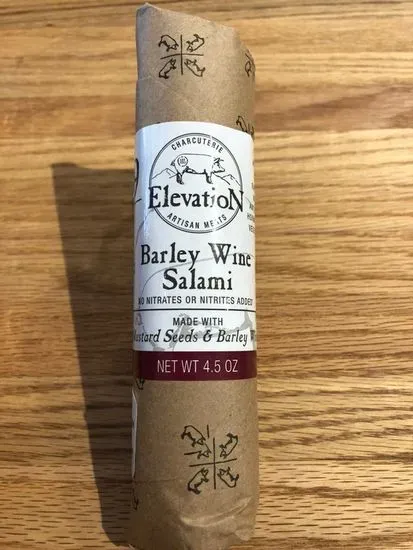 CHARCUTERIE
ElevatioN
ARTISAN MEATS
Barley Wine
Salami
NO NITRATES OR NITRITES ADDED
MADE WITH
ustard Seeds & Barley W
NET WT 4.5 OZ